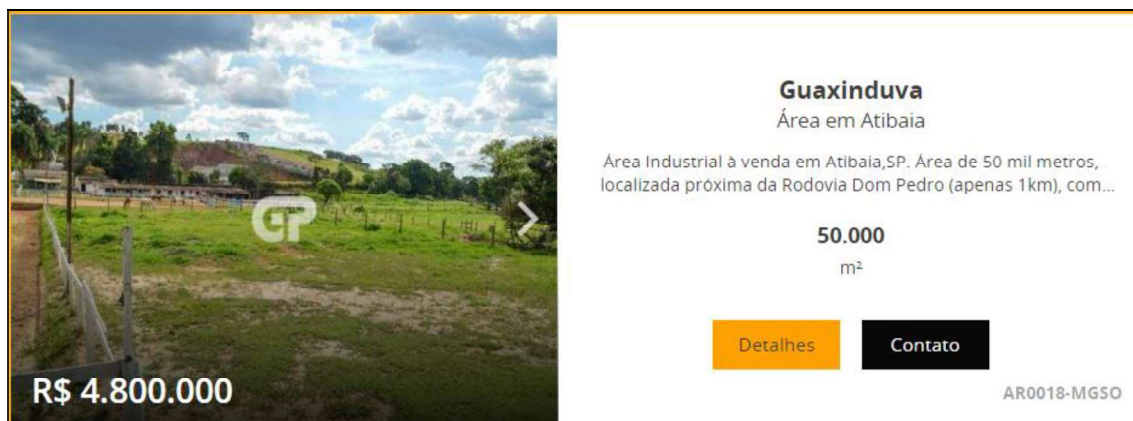 Guaxinduva
Área em Atibaia
Área Industrial à venda em Atibaia,SP. Área de 50 mil metros,
localizada próxima da Rodovia Dom Pedro (apenas 1km), com...
50.000
m²
Detalhes
Contato
AR0018-MGSO
GP
R$ 4.800.000